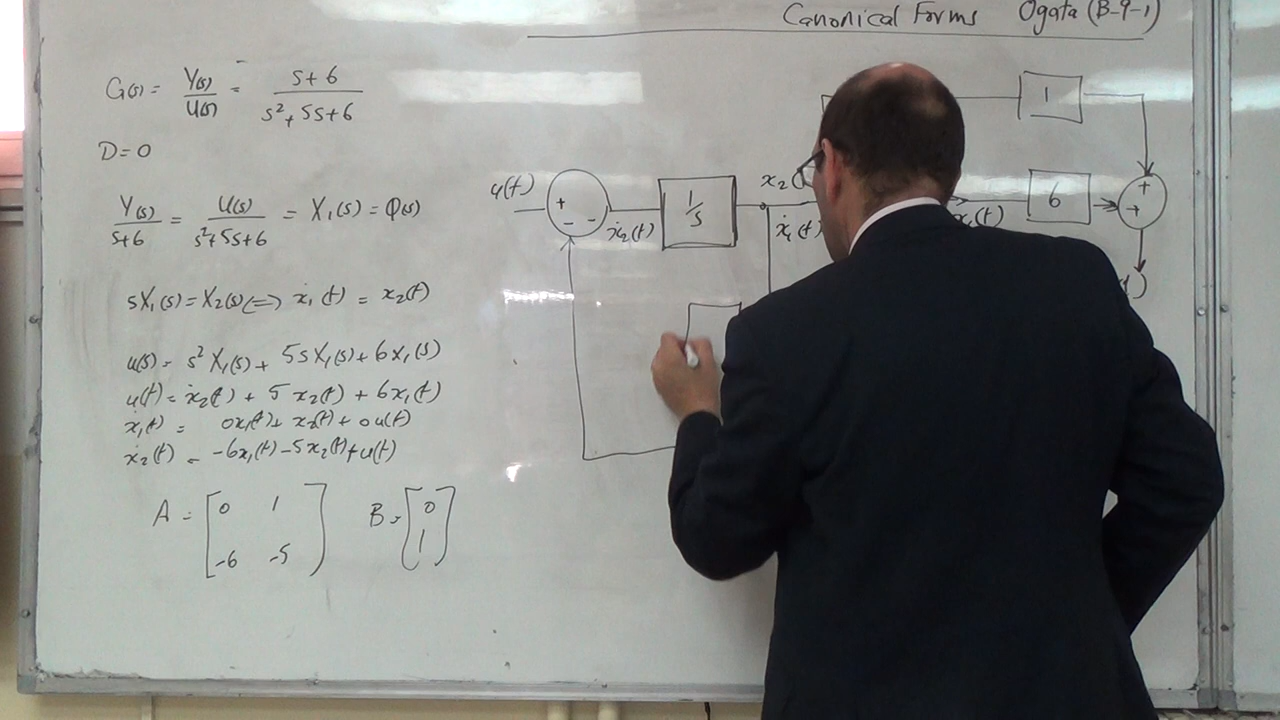 Canonical Forms Ogata (B-9-1)
G(s) = Y(s)/U(s) = s+6 / s²+5s+6
D=0
Y(s)/s+6 = U(s)/s²+5s+6 = X₁(s) = Q(s)
sX₁(s) = X₂(s) <=> ẋ₁(t) = x₂(t)
u(s) = s²X₁(s) + 5sX₁(s) + 6X₁(s)
u(t) = ẋ₂(t) + 5x₂(t) + 6x₁(t)
ẋ₁(t) = 0x₁(t) + x₂(t) + 0u(t)
ẋ₂(t) = -6x₁(t) - 5x₂(t) + u(t)
A = [0 1
-6 -5]
B = [0
1]
1
u(t) + - - ẋ₂(t) 1/s x₂( ẋ₁(t) x₁(t) 6 + +